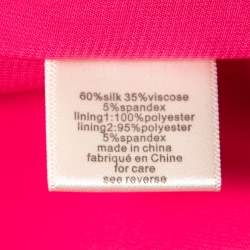 60%silk 35%viscose
5%spandex
lining1:100%polyester
lining2:95%polyester
5%spandex
made in china
fabriqué en Chine
for care
see reverse